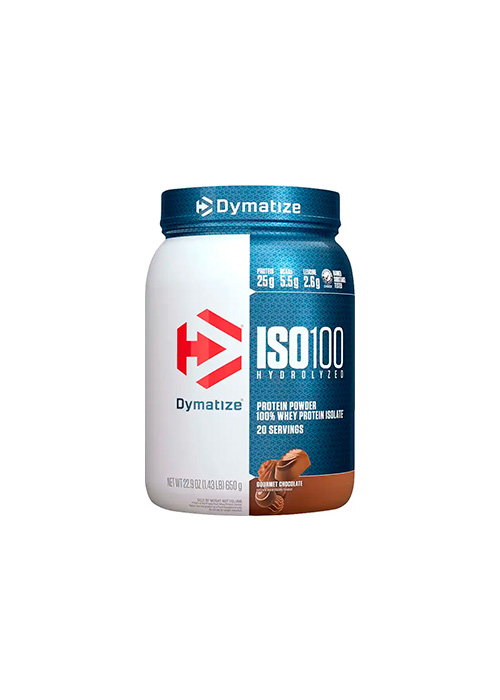 Dymatize
PROTEIN BCAAS LEUCINE
25g 5.5g 2.6g
ISO100
HYDROLYZED
Dymatize®
PROTEIN POWDER
100% WHEY PROTEIN ISOLATE
20 SERVINGS
GOURMET CHOCOLATE
NET WT 22.9 OZ (1.43 LB) 650 g